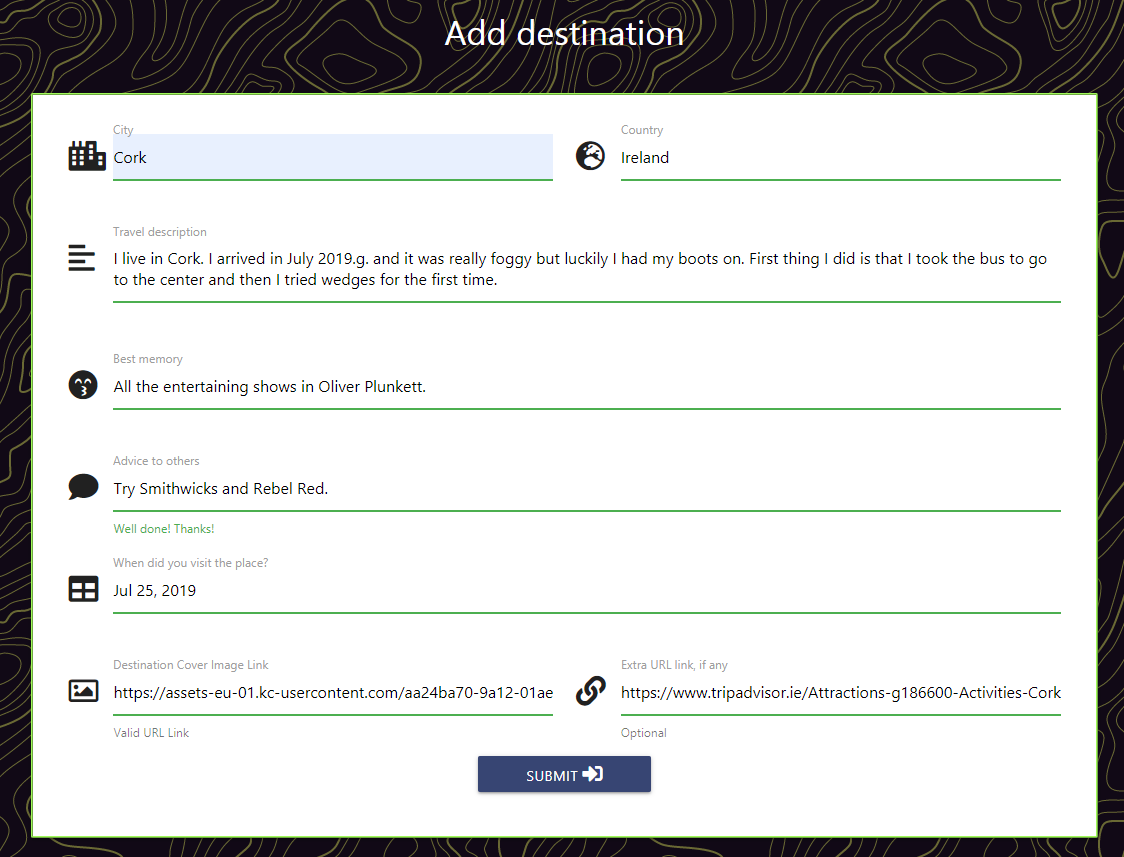 Add destination
City
Cork
Country
Ireland
Travel description
I live in Cork. I arrived in July 2019.g. and it was really foggy but luckily I had my boots on. First thing I did is that I took the bus to go
to the center and then I tried wedges for the first time.
Best memory
All the entertaining shows in Oliver Plunkett.
Advice to others
Try Smithwicks and Rebel Red.
Well done! Thanks!
When did you visit the place?
Jul 25, 2019
Destination Cover Image Link
https://assets-eu-01.kc-usercontent.com/aa24ba70-9a12-01ae
Valid URL Link
Extra URL link, if any
https://www.tripadvisor.ie/Attractions-g186600-Activities-Cork
Optional
SUBMIT